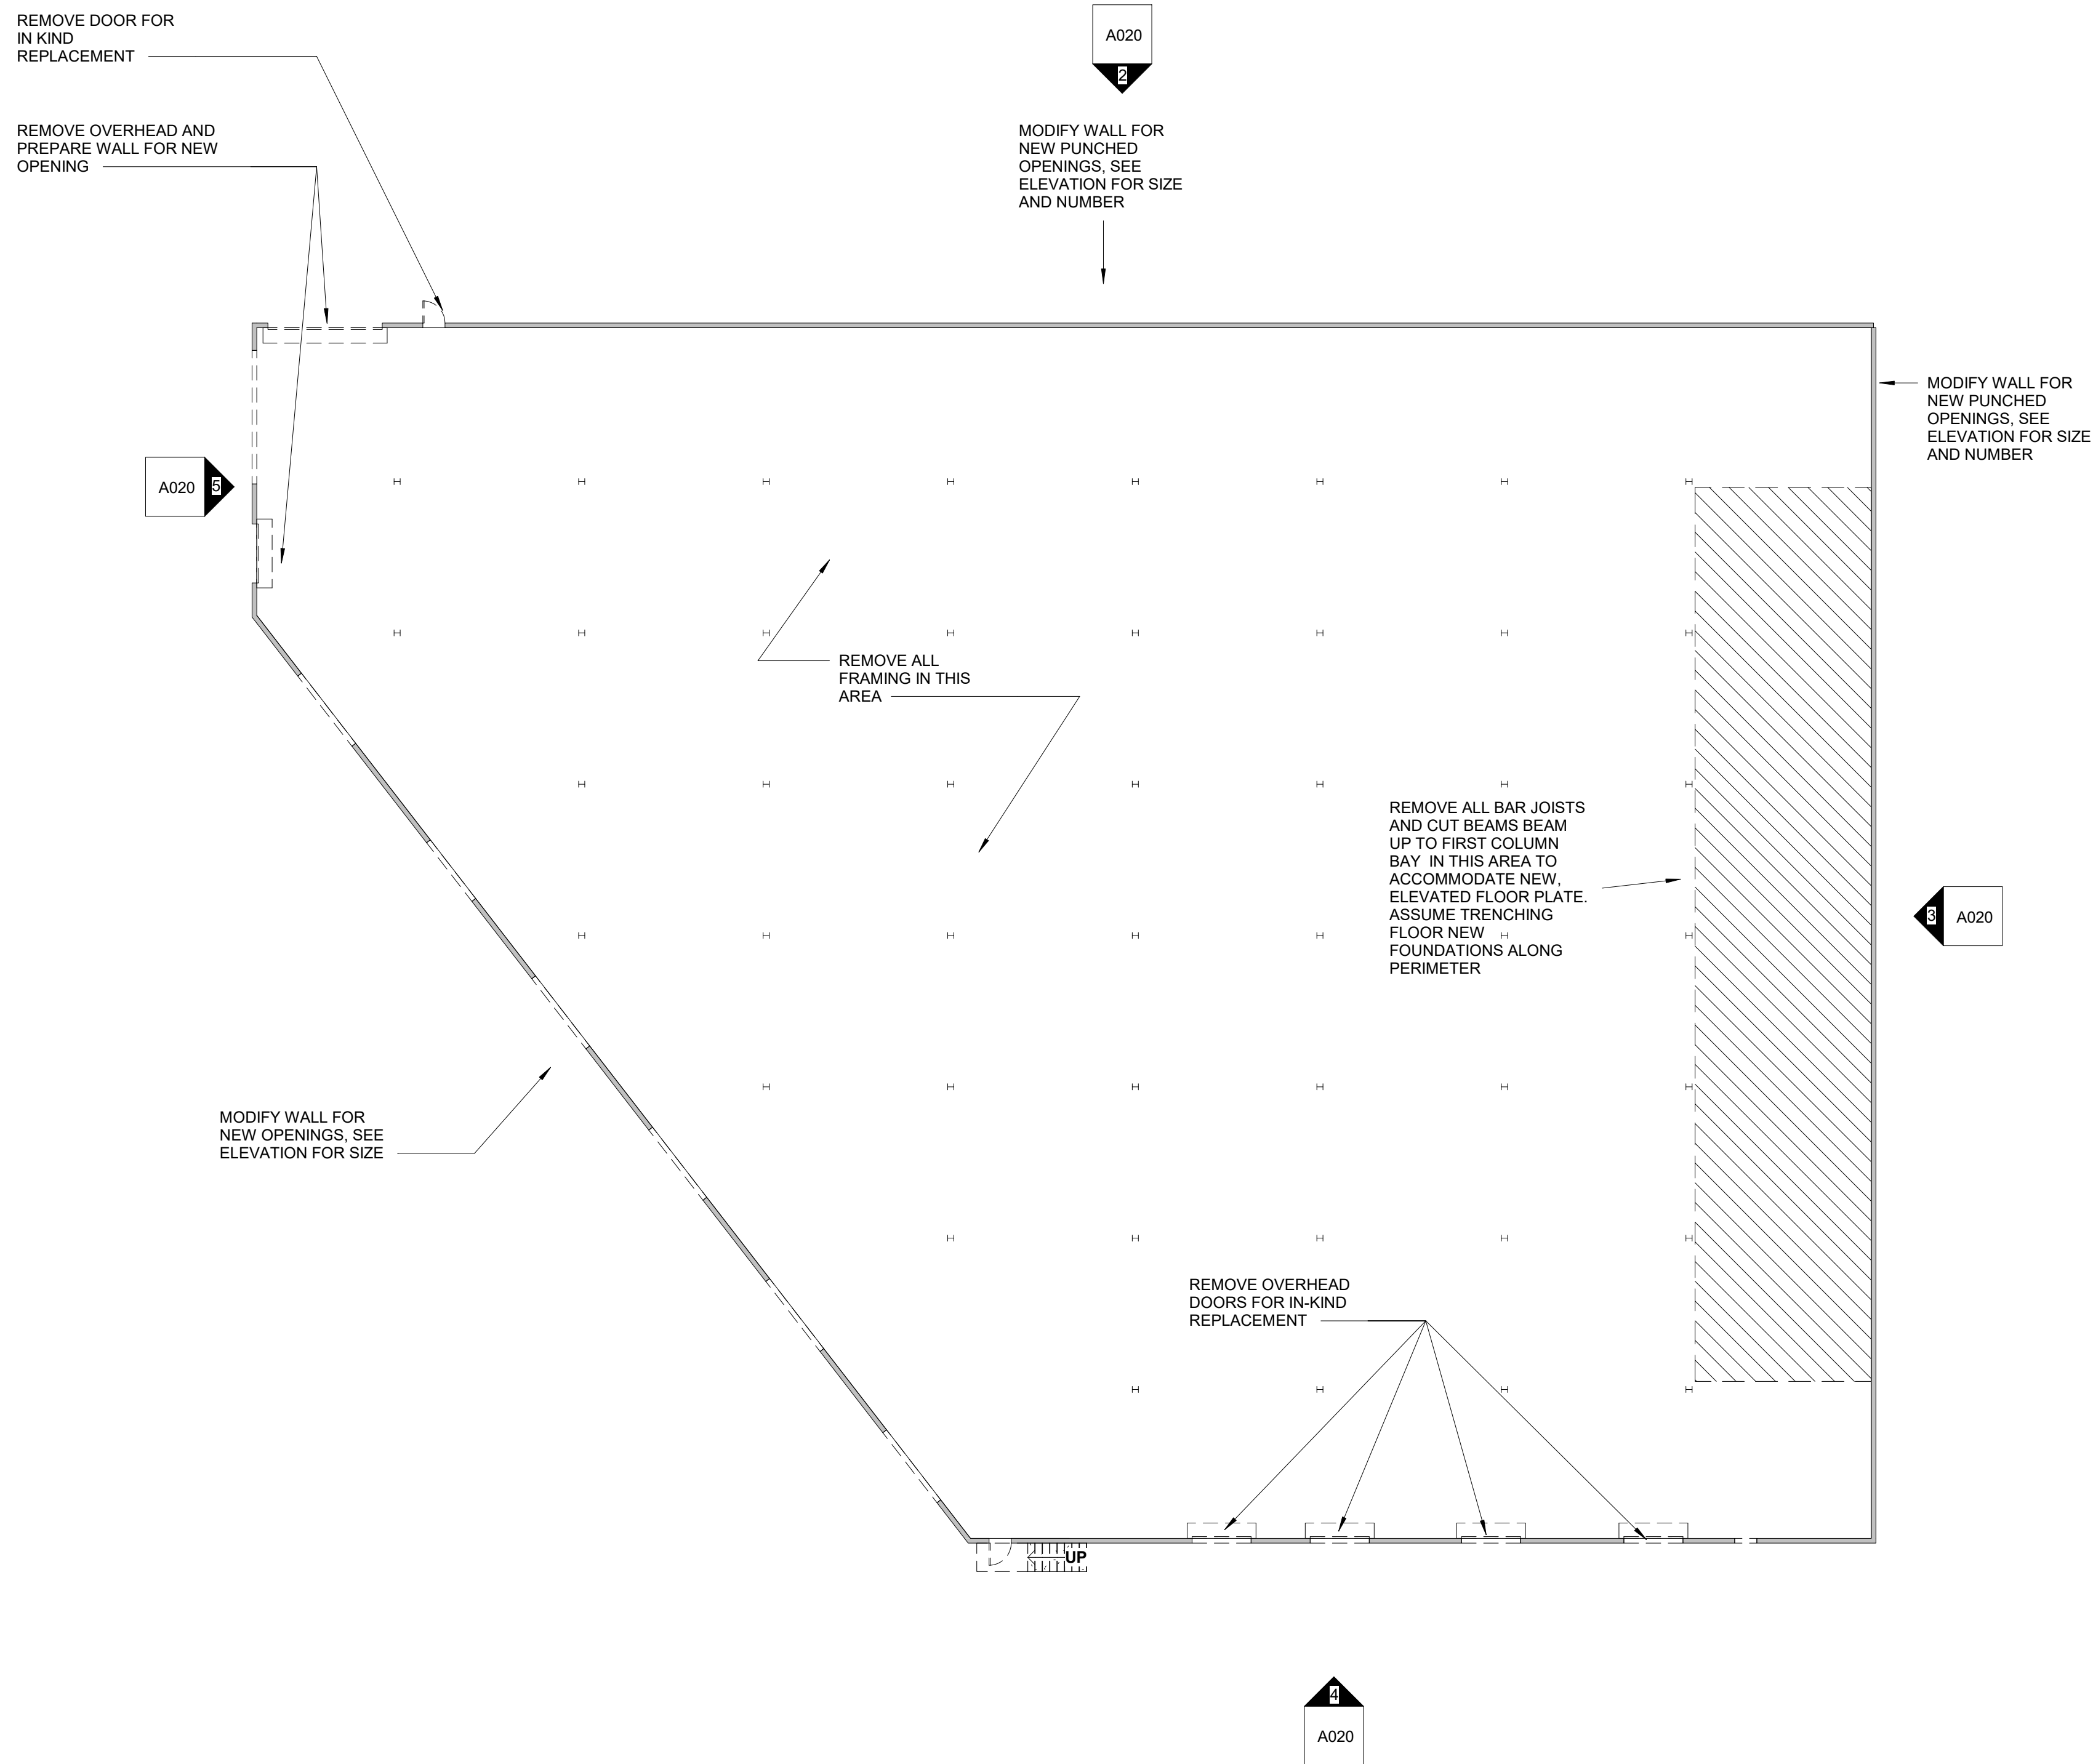 REMOVE DOOR FOR
IN KIND
REPLACEMENT
A020
2
REMOVE OVERHEAD AND
PREPARE WALL FOR NEW
OPENING
MODIFY WALL FOR
NEW PUNCHED
OPENINGS, SEE
ELEVATION FOR SIZE
AND NUMBER
MODIFY WALL FOR
NEW PUNCHED
OPENINGS, SEE
ELEVATION FOR SIZE
AND NUMBER
A020
5
REMOVE ALL
FRAMING IN THIS
AREA
REMOVE ALL BAR JOISTS
AND CUT BEAMS BEAM
UP TO FIRST COLUMN
BAY IN THIS AREA TO
ACCOMMODATE NEW,
ELEVATED FLOOR PLATE.
ASSUME TRENCHING
FLOOR NEW
FOUNDATIONS ALONG
PERIMETER
3
A020
MODIFY WALL FOR
NEW OPENINGS, SEE
ELEVATION FOR SIZE
REMOVE OVERHEAD
DOORS FOR IN-KIND
REPLACEMENT
UP
4
A020